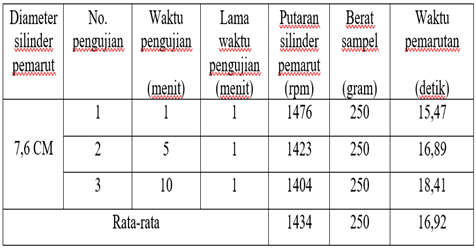 Diameter silinder pemarut	No. pengujian	Waktu pengujian (menit)	Lama waktu pengujian (menit)	Putaran silinder pemarut (rpm)	Berat sampel (gram)	Waktu pemarutan (detik)
7,6 CM	1	1	1	1476	250	15,47
2	5	1	1423	250	16,89
3	10	1	1404	250	18,41
Rata-rata	1434	250	16,92